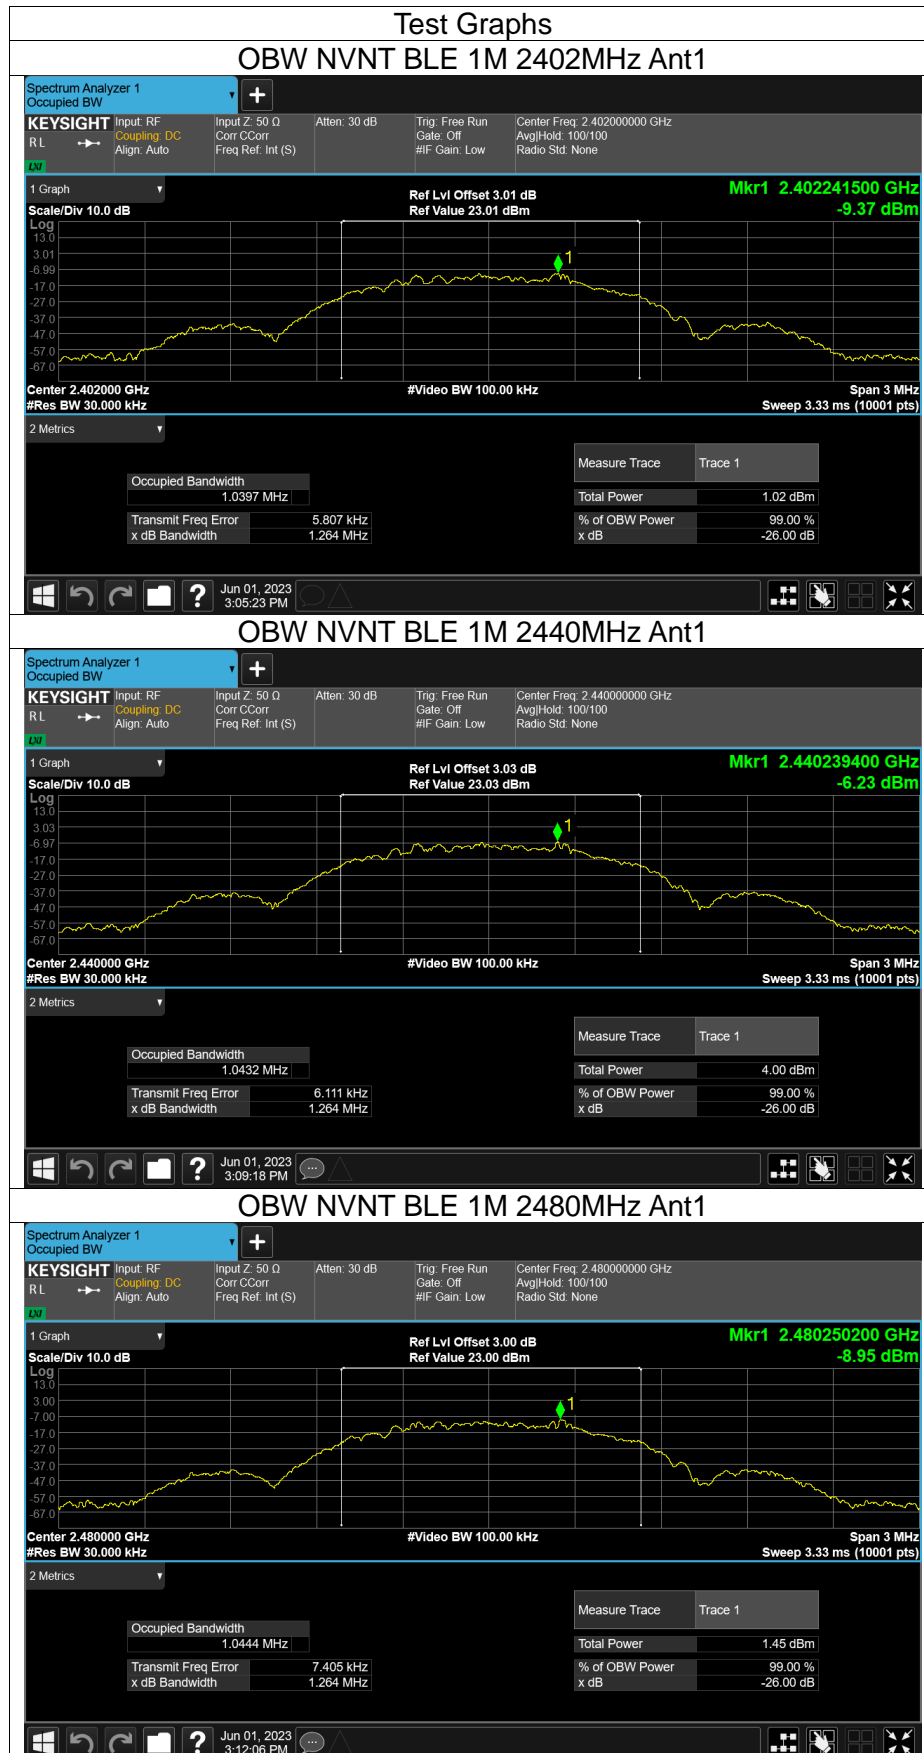 Test Graphs
OBW NVNT BLE 1M 2402MHz Ant1
Spectrum Analyzer 1
Occupied BW
KEYSIGHT
R L
LXI
Input: RF
Coupling: DC
Align: Auto
Input Z: 50 Ω
Corr CCorr
Freq Ref: Int (S)
Atten: 30 dB
Trig: Free Run
Gate: Off
#IF Gain: Low
Center Freq: 2.402000000 GHz
Avg|Hold: 100/100
Radio Std: None
1 Graph
Scale/Div 10.0 dB
Ref Lvl Offset 3.01 dB
Ref Value 23.01 dBm
Mkr1 2.402241500 GHz
-9.37 dBm
Log
13.0
3.01
-6.99
-17.0
-27.0
-37.0
-47.0
-57.0
-67.0
1
Center 2.402000 GHz
#Res BW 30.000 kHz
#Video BW 100.00 kHz
Span 3 MHz
Sweep 3.33 ms (10001 pts)
2 Metrics
Measure Trace Trace 1
Occupied Bandwidth
1.0397 MHz
Total Power 1.02 dBm
Transmit Freq Error 5.807 kHz
% of OBW Power 99.00 %
x dB Bandwidth 1.264 MHz
x dB -26.00 dB
?
Jun 01, 2023
3:05:23 PM
OBW NVNT BLE 1M 2440MHz Ant1
Spectrum Analyzer 1
Occupied BW
KEYSIGHT
R L
LXI
Input: RF
Coupling: DC
Align: Auto
Input Z: 50 Ω
Corr CCorr
Freq Ref: Int (S)
Atten: 30 dB
Trig: Free Run
Gate: Off
#IF Gain: Low
Center Freq: 2.440000000 GHz
Avg|Hold: 100/100
Radio Std: None
1 Graph
Scale/Div 10.0 dB
Ref Lvl Offset 3.03 dB
Ref Value 23.03 dBm
Mkr1 2.440239400 GHz
-6.23 dBm
Log
13.0
3.03
-6.97
-17.0
-27.0
-37.0
-47.0
-57.0
-67.0
1
Center 2.440000 GHz
#Res BW 30.000 kHz
#Video BW 100.00 kHz
Span 3 MHz
Sweep 3.33 ms (10001 pts)
2 Metrics
Measure Trace Trace 1
Occupied Bandwidth
1.0432 MHz
Total Power 4.00 dBm
Transmit Freq Error 6.111 kHz
% of OBW Power 99.00 %
x dB Bandwidth 1.264 MHz
x dB -26.00 dB
?
Jun 01, 2023
3:09:18 PM
OBW NVNT BLE 1M 2480MHz Ant1
Spectrum Analyzer 1
Occupied BW
KEYSIGHT
R L
LXI
Input: RF
Coupling: DC
Align: Auto
Input Z: 50 Ω
Corr CCorr
Freq Ref: Int (S)
Atten: 30 dB
Trig: Free Run
Gate: Off
#IF Gain: Low
Center Freq: 2.480000000 GHz
Avg|Hold: 100/100
Radio Std: None
1 Graph
Scale/Div 10.0 dB
Ref Lvl Offset 3.00 dB
Ref Value 23.00 dBm
Mkr1 2.480250200 GHz
-8.95 dBm
Log
13.0
3.00
-7.00
-17.0
-27.0
-37.0
-47.0
-57.0
-67.0
1
Center 2.480000 GHz
#Res BW 30.000 kHz
#Video BW 100.00 kHz
Span 3 MHz
Sweep 3.33 ms (10001 pts)
2 Metrics
Measure Trace Trace 1
Occupied Bandwidth
1.0444 MHz
Total Power 1.45 dBm
Transmit Freq Error 7.405 kHz
% of OBW Power 99.00 %
x dB Bandwidth 1.264 MHz
x dB -26.00 dB
?
Jun 01, 2023
3:12:06 PM